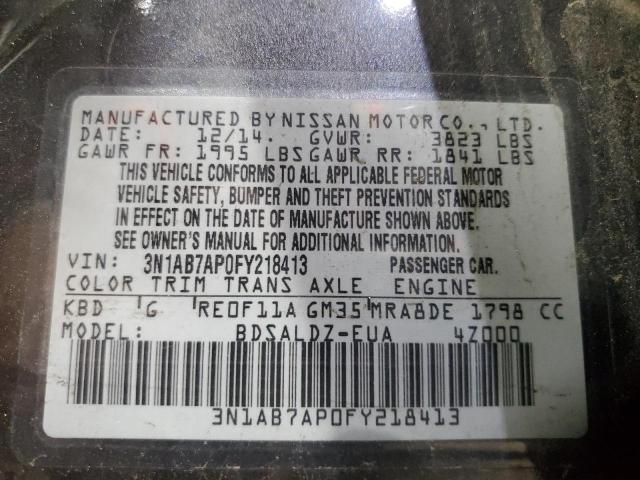 MANUFACTURED BY NISSAN MOTOR CO., LTD.
DATE: 12/14. GVWR: 3823 LBS
GAWR FR: 1995 LBS GAWR RR: 1841 LBS
THIS VEHICLE CONFORMS TO ALL APPLICABLE FEDERAL MOTOR
VEHICLE SAFETY, BUMPER AND THEFT PREVENTION STANDARDS
IN EFFECT ON THE DATE OF MANUFACTURE SHOWN ABOVE.
SEE OWNER'S MANUAL FOR ADDITIONAL INFORMATION.
VIN: 3N1AB7AP0FY218413 PASSENGER CAR.
COLOR TRIM TRANS AXLE ENGINE
KBD G RE0F11A GM35 MRA8DE 1798 CC
MODEL: BDSALDZ-EUA 4Z000
3N1AB7AP0FY218413